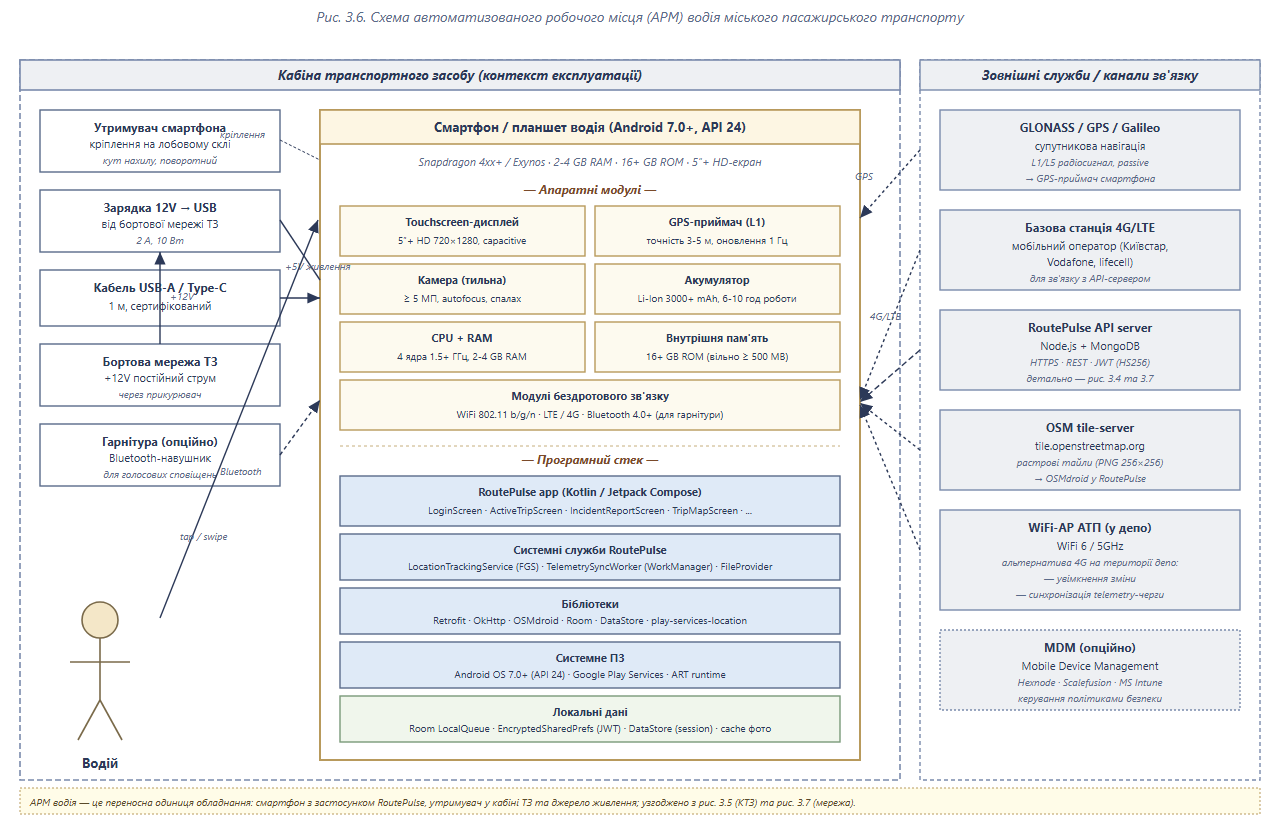 Рис. 3.6. Схема автоматизованого робочого місця (АРМ) водія міського пасажирського транспорту
Кабіна транспортного засобу (контекст експлуатації)
Утримувач смартфона
кріплення на лобовому склі
кут нахилу, поворотний
кріплення
Зарядка 12V → USB
від бортової мережі ТЗ
2 А, 10 Вт
+5V живлення
Кабель USB-A / Type-C
1 м, сертифікований
+12V
Бортова мережа ТЗ
+12V постійний струм
через прикурювач
Гарнітура (опційно)
Bluetooth-навушник
для голосових сповіщень
Bluetooth
tap / swipe
Водій
Смартфон / планшет водія (Android 7.0+, API 24)
Snapdragon 4xx+ / Exynos · 2-4 GB RAM · 16+ GB ROM · 5"+ HD-екран
— Апаратні модулі —
Touchscreen-дисплей
5"+ HD 720×1280, capacitive
GPS-приймач (L1)
точність 3-5 м, оновлення 1 Гц
Камера (тильна)
≥ 5 МП, autofocus, спалах
Акумулятор
Li-Ion 3000+ mAh, 6-10 год роботи
CPU + RAM
4 ядра 1.5+ ГГц, 2-4 GB RAM
Внутрішня пам'ять
16+ GB ROM (вільно ≥ 500 MB)
Модулі бездротового зв'язку
WiFi 802.11 b/g/n · LTE / 4G · Bluetooth 4.0+ (для гарнітури)
— Програмний стек —
RoutePulse app (Kotlin / Jetpack Compose)
LoginScreen · ActiveTripScreen · IncidentReportScreen · TripMapScreen · ...
Системні служби RoutePulse
LocationTrackingService (FGS) · TelemetrySyncWorker (WorkManager) · FileProvider
Бібліотеки
Retrofit · OkHttp · OSMdroid · Room · DataStore · play-services-location
Системне ПЗ
Android OS 7.0+ (API 24) · Google Play Services · ART runtime
Локальні дані
Room LocalQueue · EncryptedSharedPrefs (JWT) · DataStore (session) · cache фото
GPS
4G/LTE
Зовнішні служби / канали зв'язку
GLONASS / GPS / Galileo
супутникова навігація
L1/L5 радіосигнал, passive
→ GPS-приймач смартфона
Базова станція 4G/LTE
мобільний оператор (Київстар,
Vodafone, lifecell)
для зв'язку з API-сервером
RoutePulse API server
Node.js + MongoDB
HTTPS · REST · JWT (HS256)
детально — рис. 3.4 та 3.7
OSM tile-server
tile.openstreetmap.org
растрові тайли (PNG 256×256)
→ OSMdroid у RoutePulse
WiFi-AP АТП (у депо)
WiFi 6 / 5GHz
альтернатива 4G на території депо:
— увімкнення зміни
— синхронізація telemetry-черги
MDM (опційно)
Mobile Device Management
Hexnode · Scalefusion · MS Intune
керування політиками безпеки
АРМ водія — це переносна одиниця обладнання: смартфон з застосунком RoutePulse, утримувач у кабіні ТЗ та джерело живлення; узгоджено з рис. 3.5 (КТЗ) та рис. 3.7 (мережа).